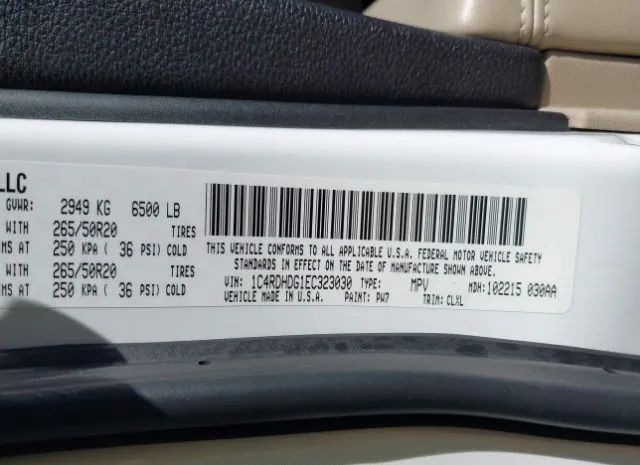 LLC
GVWR: 2949 KG 6500 LB
WITH 265/50R20 TIRES
MS AT 250 KPA ( 36 PSI) COLD
WITH 265/50R20 TIRES
MS AT 250 KPA ( 36 PSI) COLD
THIS VEHICLE CONFORMS TO ALL APPLICABLE U.S.A. FEDERAL MOTOR VEHICLE SAFETY
STANDARDS IN EFFECT ON THE DATE OF MANUFACTURE SHOWN ABOVE.
VIN: 1C4RDHDG1EC323030 TYPE: MPV MDH: 102215 030AA
VEHICLE MADE IN U.S.A. PAINT: PW7 TRIM: CLXL